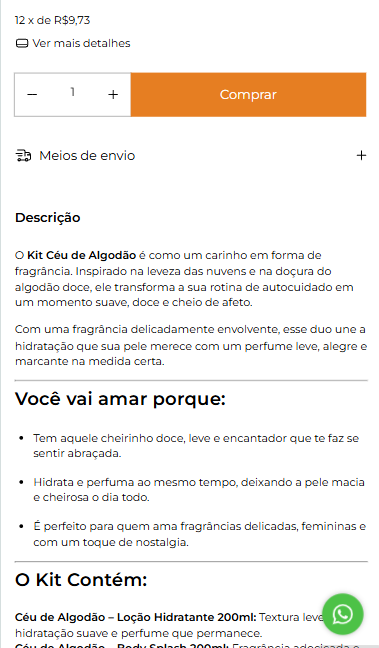 12 x de R$9,73
Ver mais detalhes
1
Comprar
Meios de envio
Descrição
O Kit Céu de Algodão é como um carinho em forma de
fragrância. Inspirado na leveza das nuvens e na doçura do
algodão doce, ele transforma a sua rotina de autocuidado em
um momento suave, doce e cheio de afeto.
Com uma fragrância delicadamente envolvente, esse duo une a
hidratação que sua pele merece com um perfume leve, alegre e
marcante na medida certa.
Você vai amar porque:
Tem aquele cheirinho doce, leve e encantador que te faz se
sentir abraçada.
Hidrata e perfuma ao mesmo tempo, deixando a pele macia
e cheirosa o dia todo.
É perfeito para quem ama fragrâncias delicadas, femininas e
com um toque de nostalgia.
O Kit Contém:
Céu de Algodão – Loção Hidratante 200ml: Textura leve
hidratação suave e perfume que permanece.
Céu de Algodão – Body Splash 200ml: Fragrância adocicada e